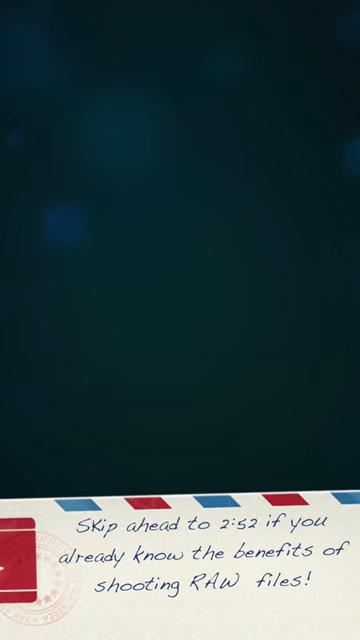 Skip ahead to 2:52 if you
already know the benefits of
shooting RAW files!